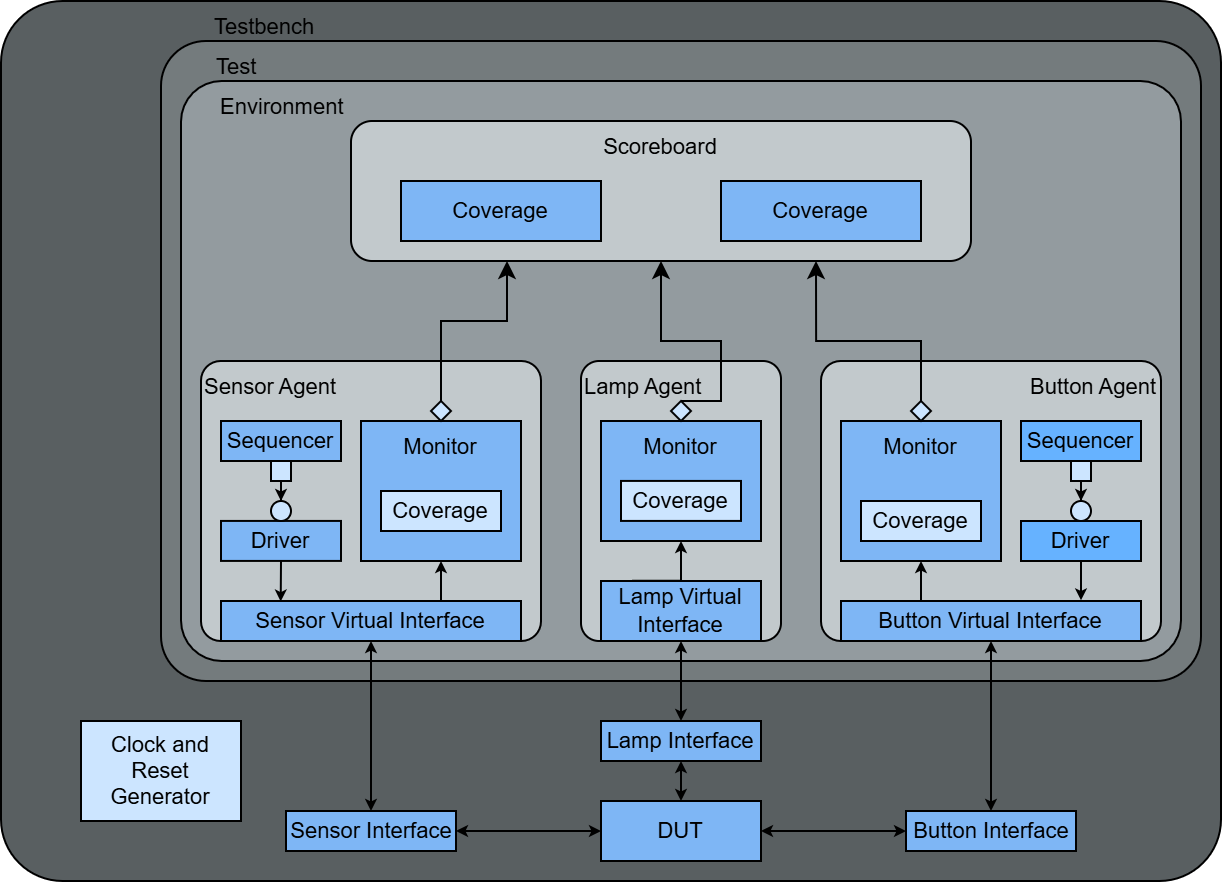 Testbench
Test
Environment
Scoreboard
Coverage
Coverage
Sensor Agent
Sequencer
Driver
Monitor
Coverage
Sensor Virtual Interface
Lamp Agent
Monitor
Coverage
Lamp Virtual
Interface
Button Agent
Monitor
Coverage
Sequencer
Driver
Button Virtual Interface
Clock and
Reset
Generator
Lamp Interface
Sensor Interface
DUT
Button Interface